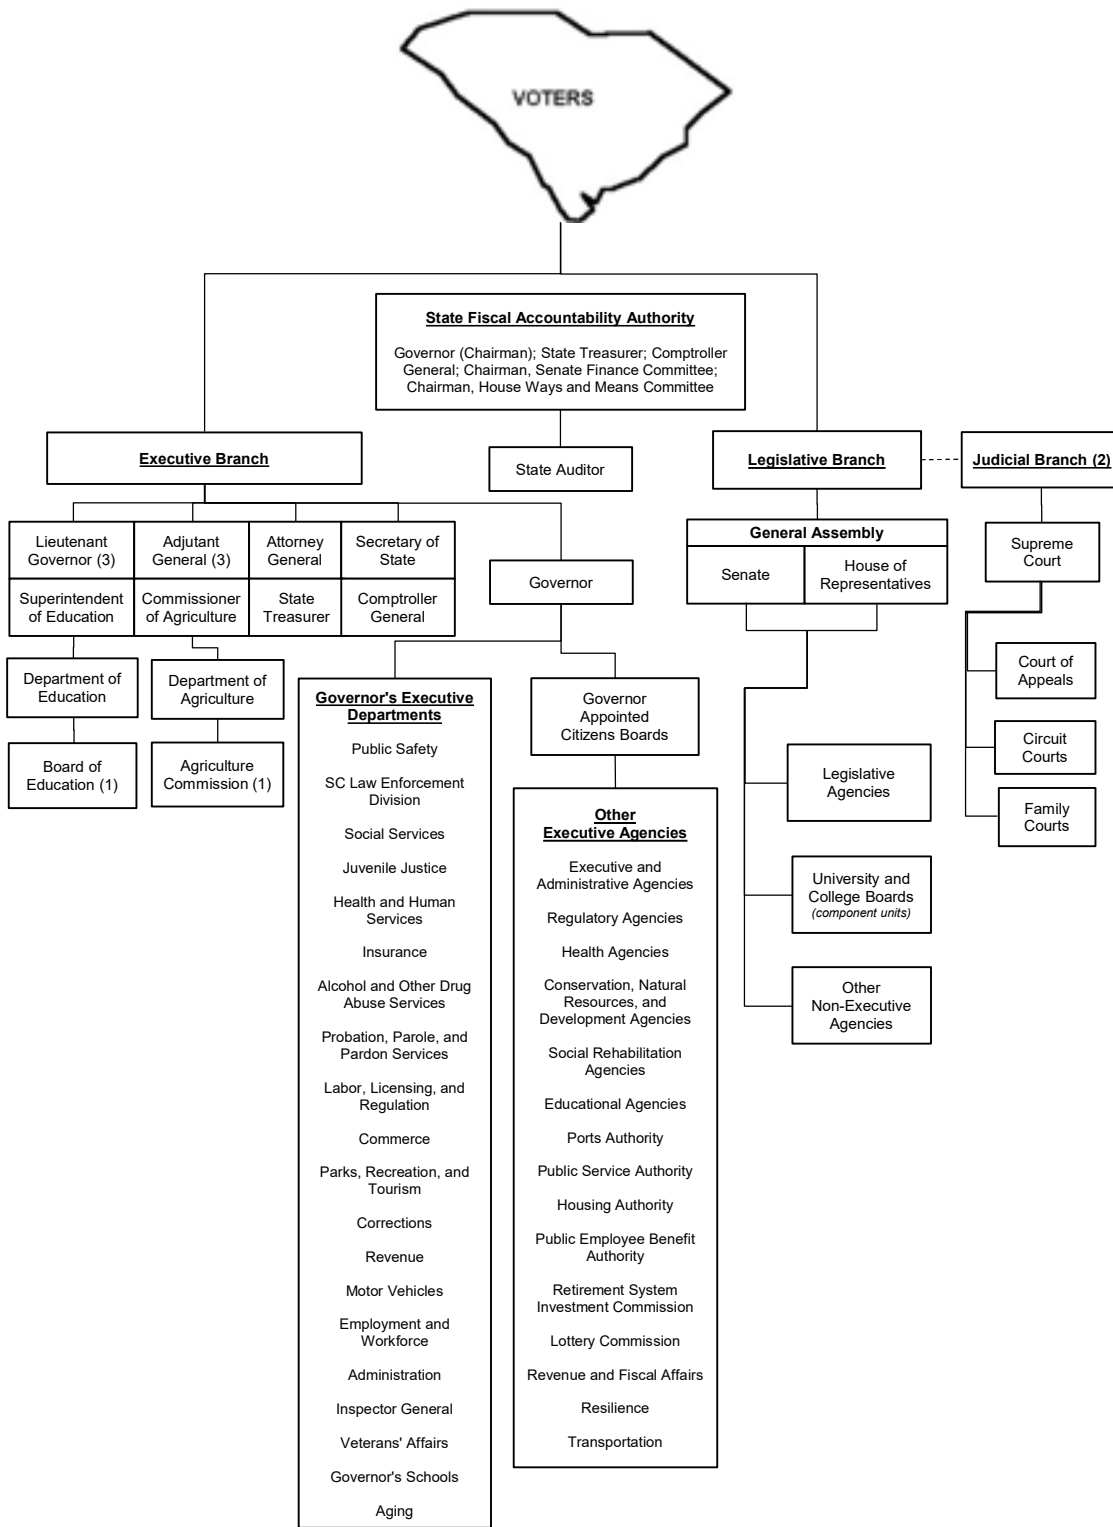 VOTERS
State Fiscal Accountability Authority
Governor (Chairman); State Treasurer; Comptroller
General; Chairman, Senate Finance Committee;
Chairman, House Ways and Means Committee
Executive Branch
State Auditor
Legislative Branch
Judicial Branch (2)
Lieutenant
Governor (3)
Adjutant
General (3)
Attorney
General
Secretary
of State
Superintendent
of Education
Commissioner
of Agriculture
State
Treasurer
Comptroller
General
Governor
General Assembly
Senate
House of
Representatives
Supreme
Court
Department of
Education
Department of
Agriculture
Board of
Education (1)
Agriculture
Commission (1)
Governor's Executive
Departments
Public Safety
SC Law Enforcement
Division
Social Services
Juvenile Justice
Health and Human
Services
Insurance
Alcohol and Other Drug
Abuse Services
Probation, Parole, and
Pardon Services
Labor, Licensing, and
Regulation
Commerce
Parks, Recreation, and
Tourism
Corrections
Revenue
Motor Vehicles
Employment and
Workforce
Administration
Inspector General
Veterans' Affairs
Governor's Schools
Aging
Governor
Appointed
Citizens Boards
Other
Executive Agencies
Executive and
Administrative Agencies
Regulatory Agencies
Health Agencies
Conservation, Natural
Resources, and
Development Agencies
Social Rehabilitation
Agencies
Educational Agencies
Ports Authority
Public Service Authority
Housing Authority
Public Employee Benefit
Authority
Retirement System
Investment Commission
Lottery Commission
Revenue and Fiscal Affairs
Resilience
Transportation
Legislative
Agencies
University and
College Boards
(component units)
Other
Non-Executive
Agencies
Court of
Appeals
Circuit
Courts
Family
Courts